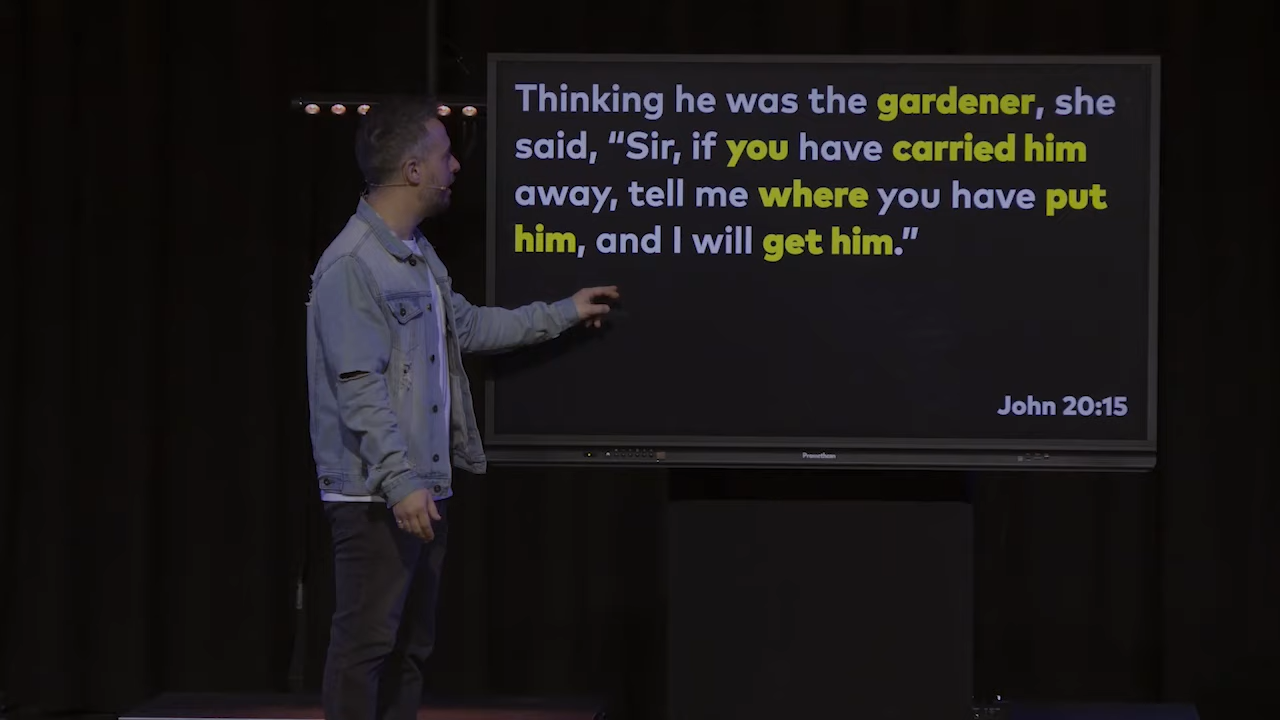 Thinking he was the gardener, she
said, “Sir, if you have carried him
away, tell me where you have put
him, and I will get him.”
John 20:15
Promethean